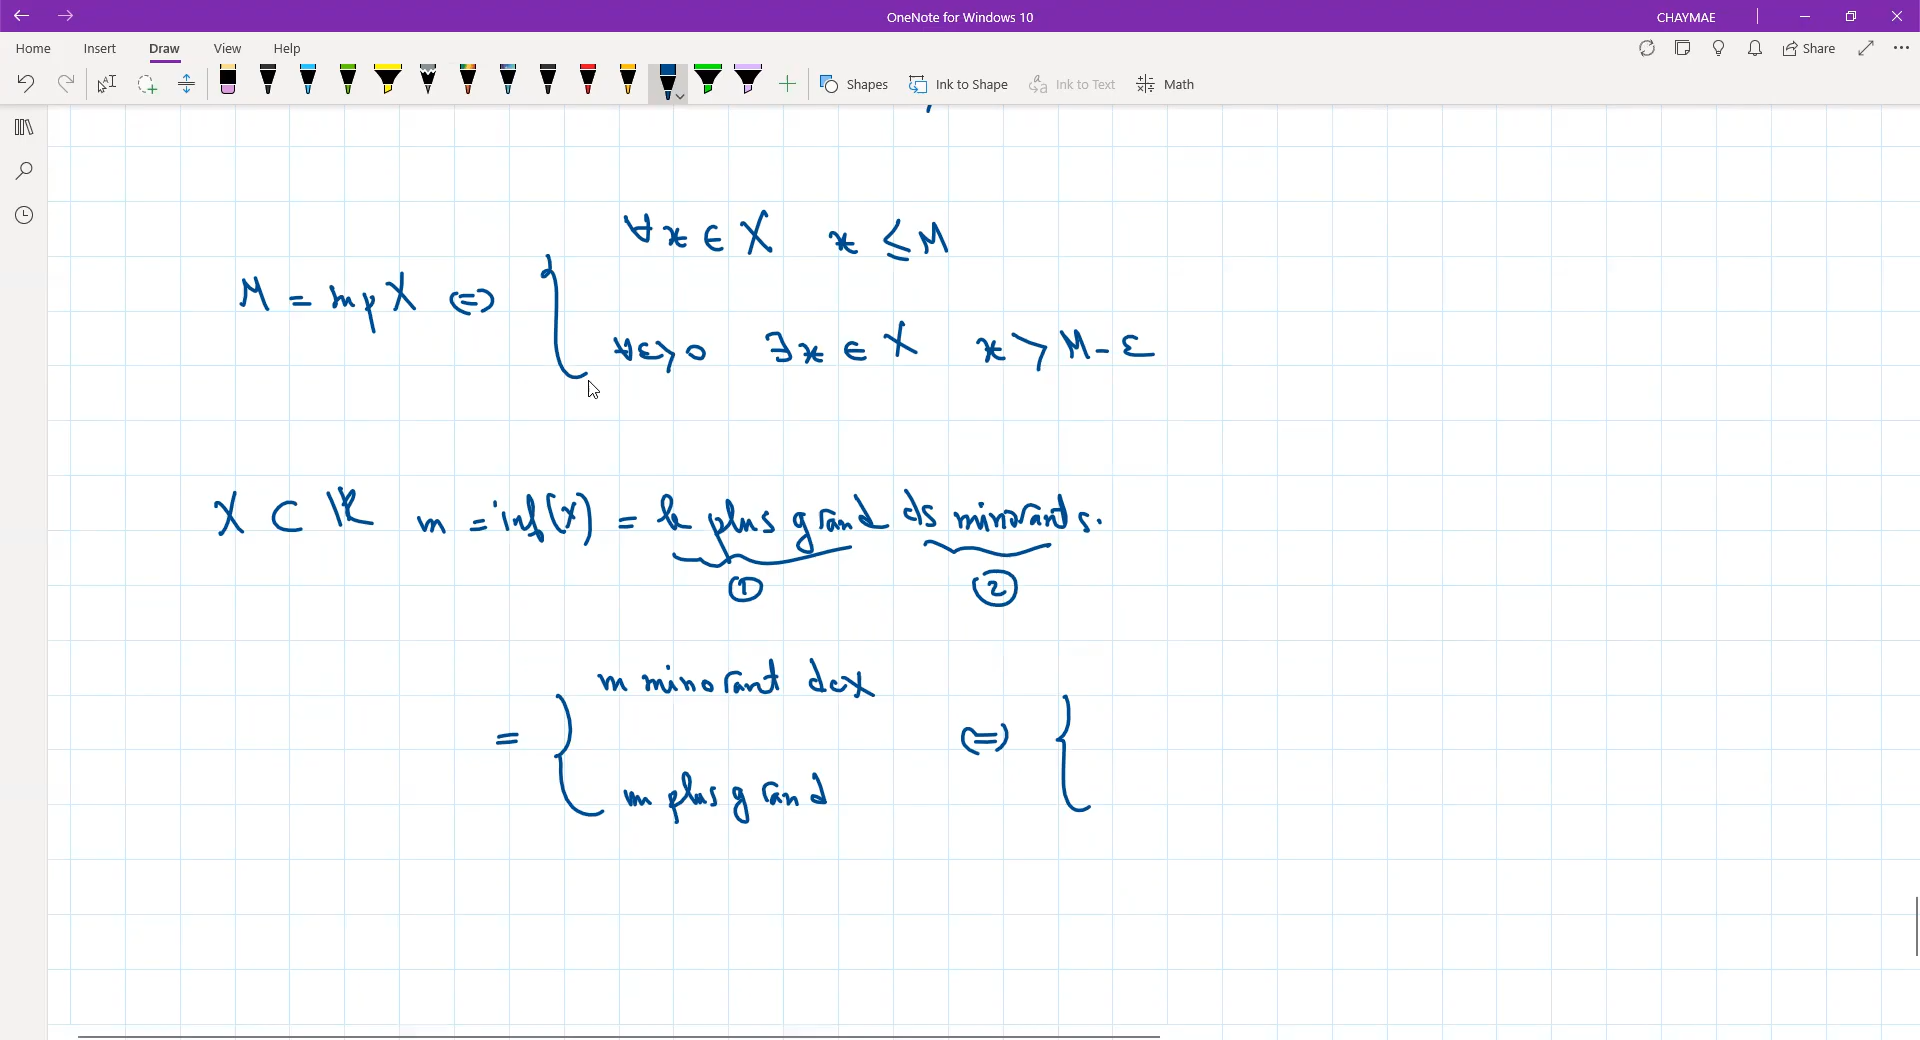 OneNote for Windows 10
CHAYMAE
Home Insert Draw View Help
Share
Shapes Ink to Shape Ink to Text Math
∀x ∈ X x ≤ M
M = sup X ⇔ {
∀ε > 0 ∃x ∈ X x > M - ε
X ⊂ ℝ m = inf(X) = le plus grand ds minorants.
① ②
m minorant de X
= { ⇔ {
m plus grand